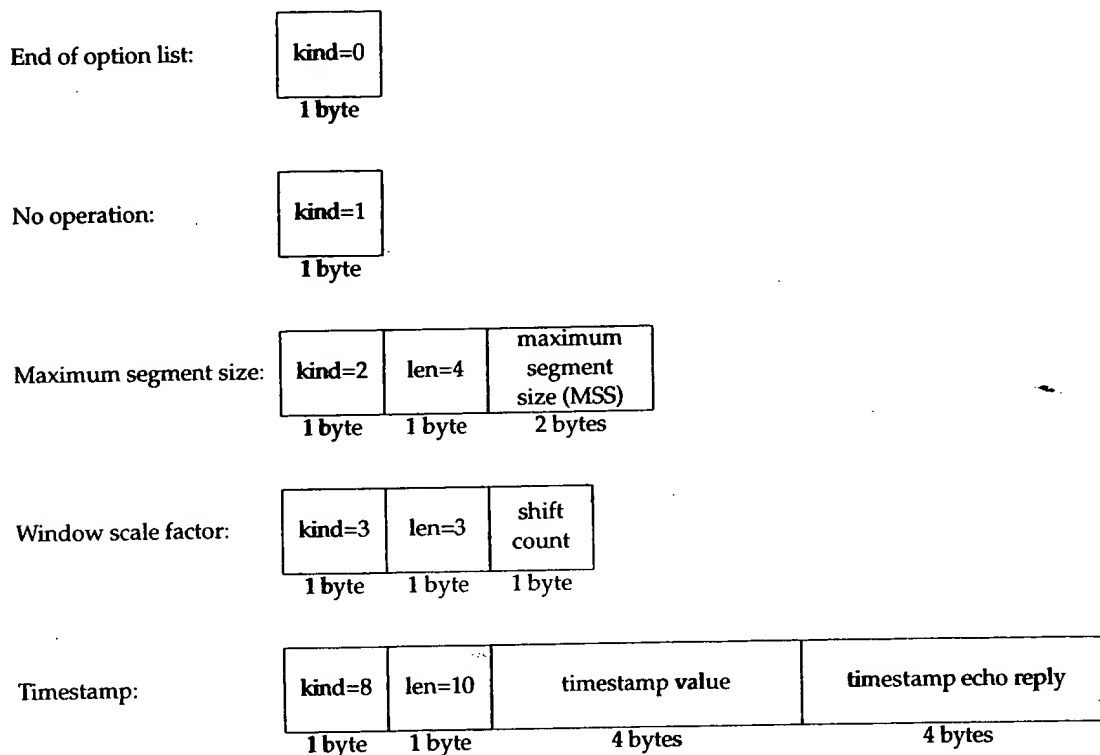 End of option list:
kind=0
1 byte
No operation:
kind=1
1 byte
Maximum segment size:
kind=2
len=4
maximum
segment
size (MSS)
1 byte
1 byte
2 bytes
Window scale factor:
kind=3
len=3
shift
count
1 byte
1 byte
1 byte
Timestamp:
kind=8
len=10
timestamp value
timestamp echo reply
1 byte
1 byte
4 bytes
4 bytes